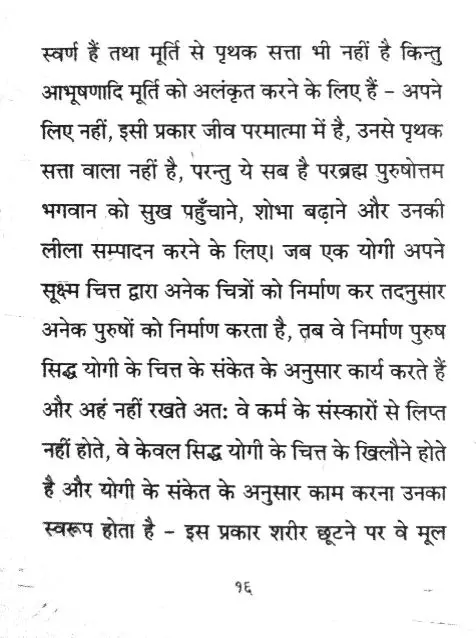 स्वर्ण हैं तथा मूर्ति से पृथक सत्ता भी नहीं है किन्तु
आभूषणादि मूर्ति को अलंकृत करने के लिए हैं – अपने
लिए नहीं, इसी प्रकार जीव परमात्मा में है, उनसे पृथक
सत्ता वाला नहीं है, परन्तु ये सब है परब्रह्म पुरुषोत्तम
भगवान को सुख पहुँचाने, शोभा बढ़ाने और उनकी
लीला सम्पादन करने के लिए। जब एक योगी अपने
सूक्ष्म चित्त द्वारा अनेक चित्रों को निर्माण कर तदनुसार
अनेक पुरुषों को निर्माण करता है, तब वे निर्माण पुरुष
सिद्ध योगी के चित्त के संकेत के अनुसार कार्य करते हैं
और अहं नहीं रखते अतः वे कर्म के संस्कारों से लिप्त
नहीं होते, वे केवल सिद्ध योगी के चित्त के खिलौने होते
है और योगी के संकेत के अनुसार काम करना उनका
स्वरूप होता है – इस प्रकार शरीर छूटने पर वे मूल
१६